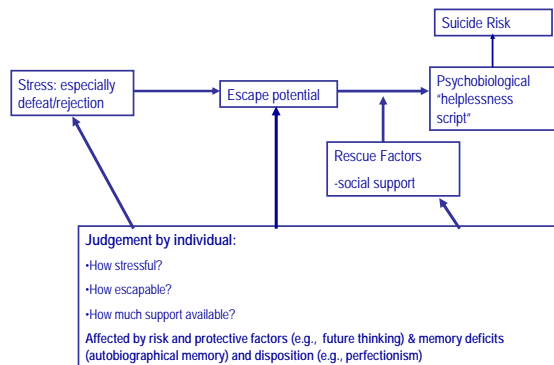 Suicide Risk
Stress: especially
defeat/rejection
Escape potential
Psychobiological
“helplessness
script”
Rescue Factors
-social support
Judgement by individual:
•How stressful?
•How escapable?
•How much support available?
Affected by risk and protective factors (e.g., future thinking) & memory deficits
(autobiographical memory) and disposition (e.g., perfectionism)